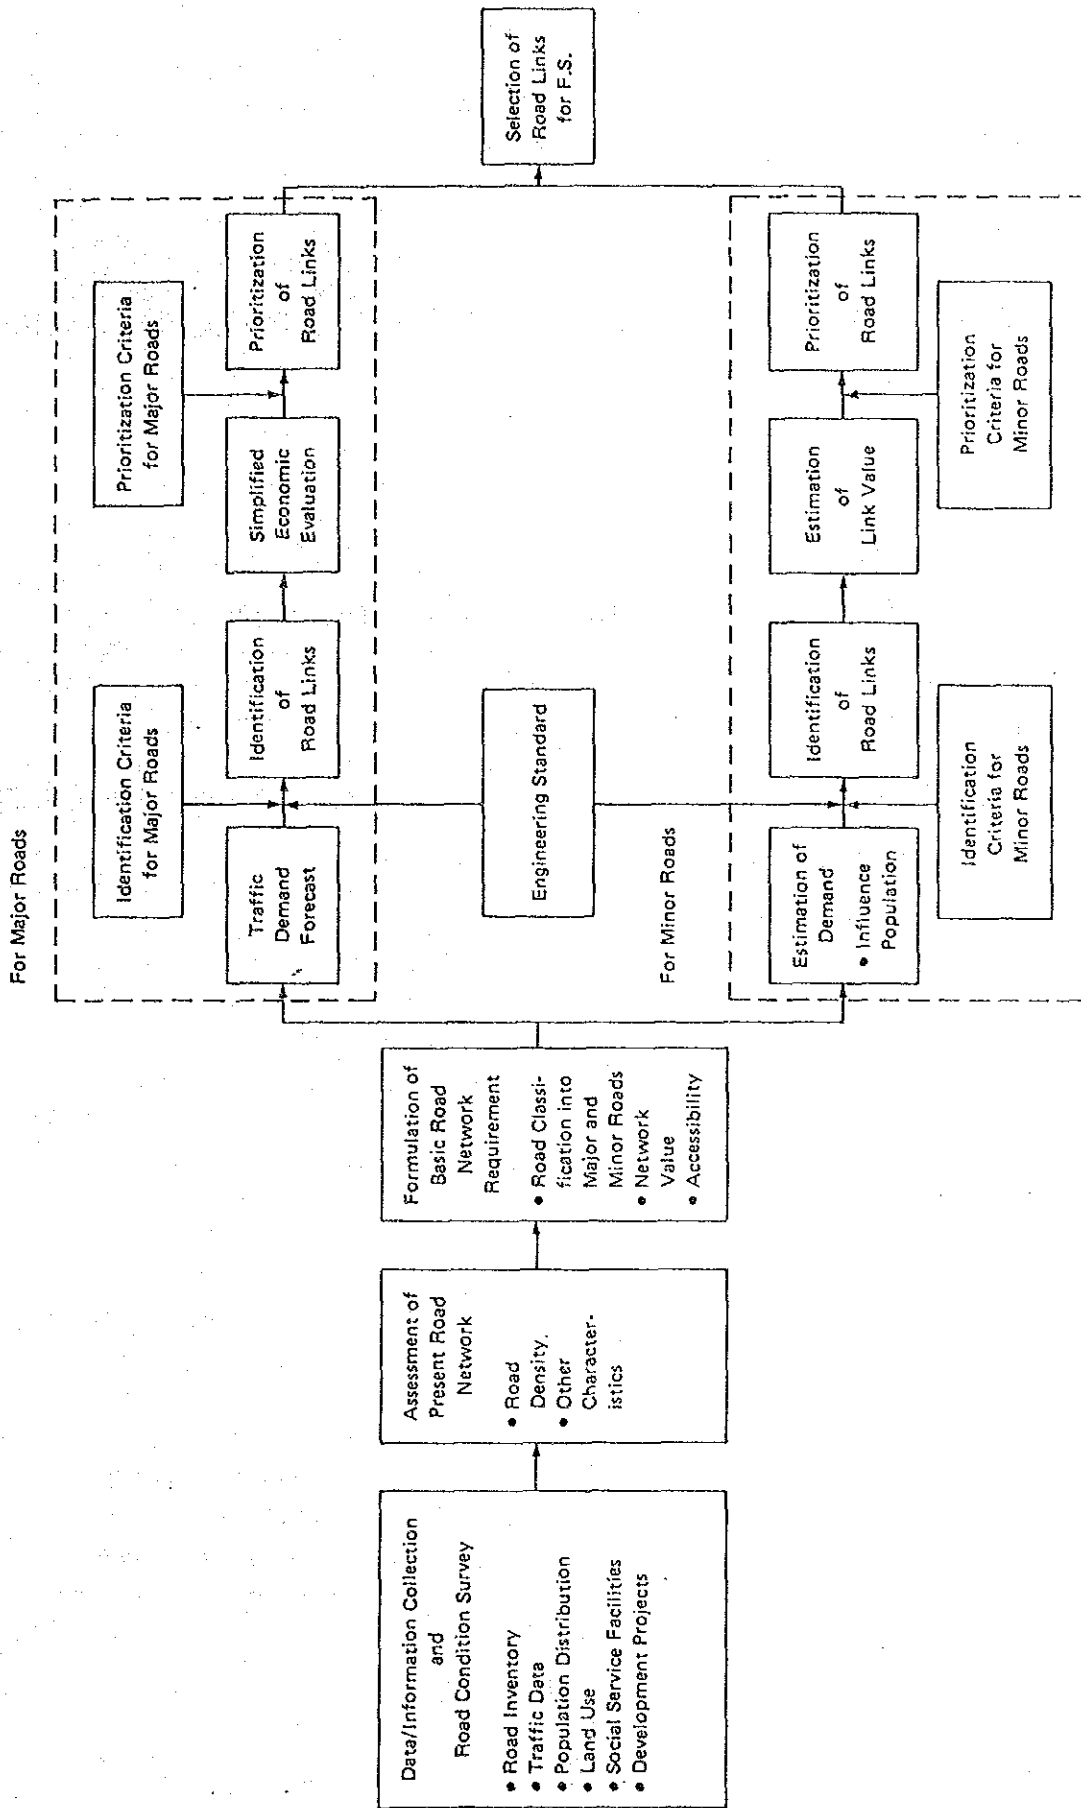 Data/Information Collection
and
Road Condition Survey
• Road Inventory
• Traffic Data
• Population Distribution
• Land Use
• Social Service Facilities
• Development Projects
Assessment of
Present Road
Network
• Road
Density,
• Other
Character-
istics
Formulation of
Basic Road
Network
Requirement
• Road Classi-
fication into
Major and
Minor Roads
• Network
Value
• Accessibility
For Major Roads
Identification Criteria
for Major Roads
Prioritization Criteria
for Major Roads
Traffic
Demand
Forecast
Identification
of
Road Links
Simplified
Economic
Evaluation
Prioritization
of
Road Links
Engineering Standard
Selection of
Road Links
for F.S.
For Minor Roads
Estimation of
Demand
• Influence
Population
Identification
of
Road Links
Estimation
of
Link Value
Prioritization
of
Road Links
Identification
Criteria for
Minor Roads
Prioritization
Criteria for
Minor Roads